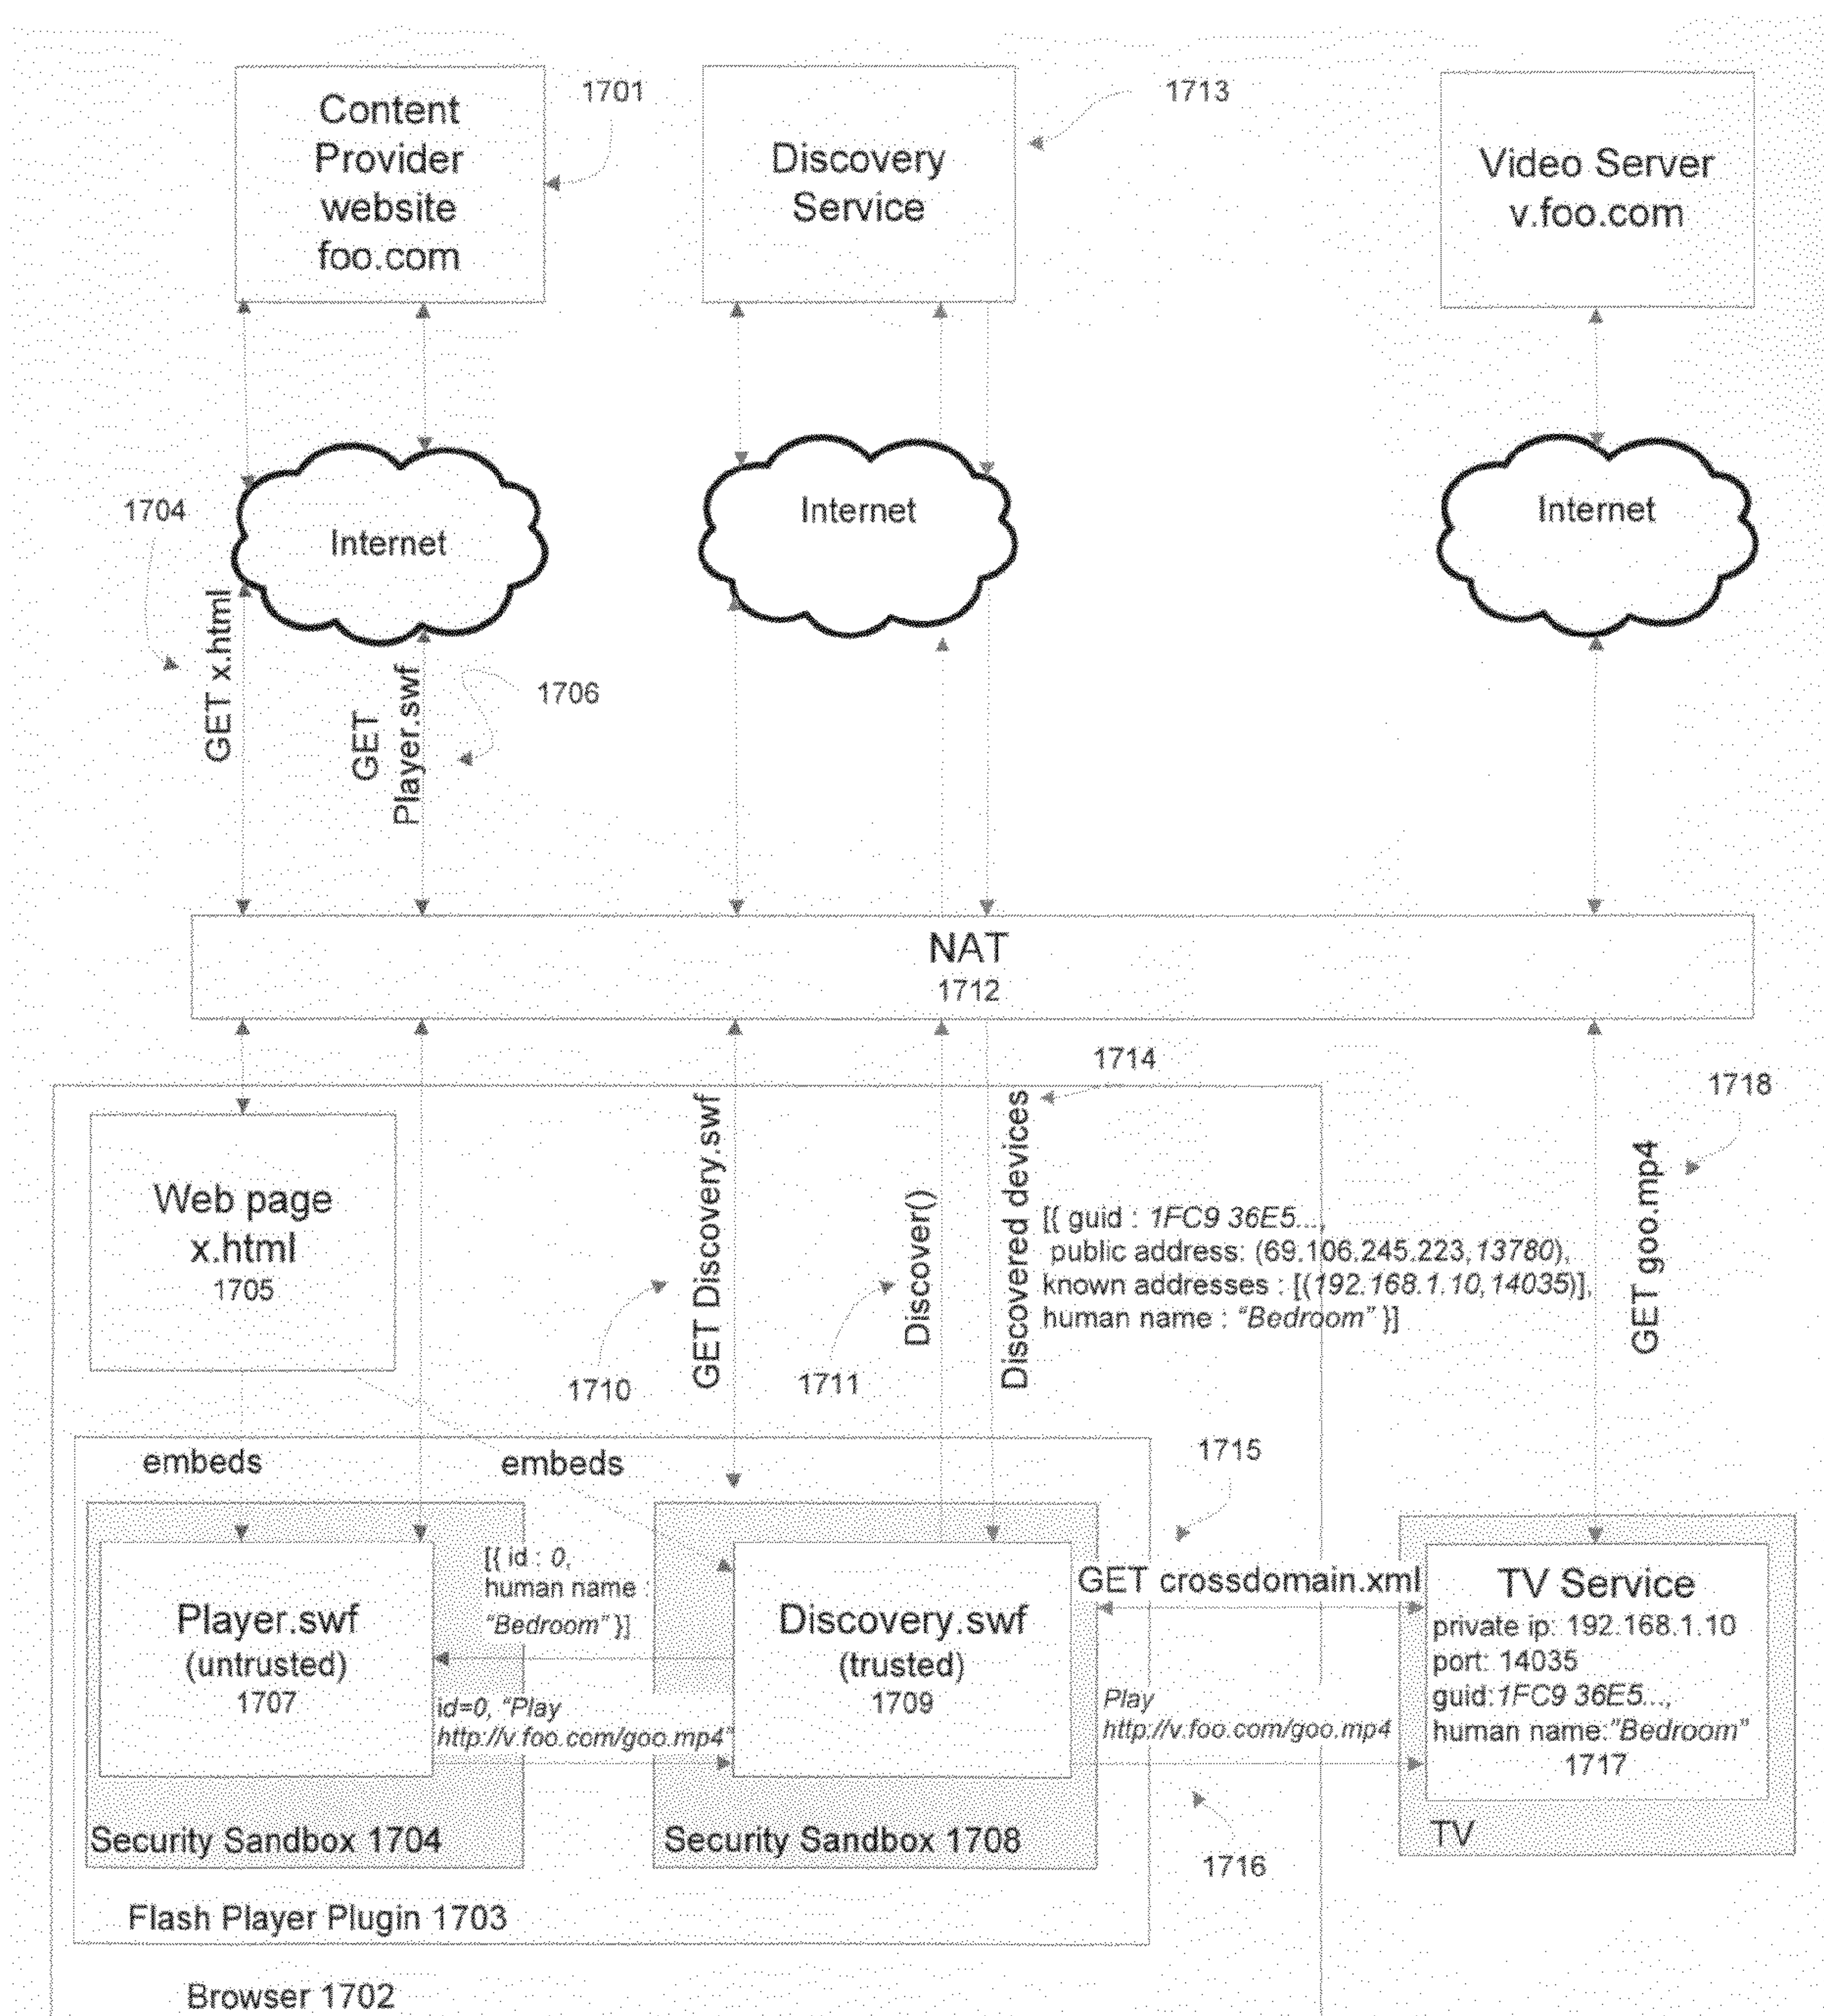 Content
Provider
website
foo.com
1701
Discovery
Service
1713
Video Server
v.foo.com
1704
Internet
Internet
Internet
GET x.html
GET
Player.swf
1706
NAT
1712
1714
1718
Web page
x.html
1705
GET Discovery.swf
1710
Discover()
1711
Discovered devices
[{ guid : 1FC9 36E5...,
public address: (69.106.245.223,13780),
known addresses : [(192.168.1.10,14035)],
human name : "Bedroom" }]
GET goo.mp4
embeds
embeds
1715
Player.swf
(untrusted)
1707
[{ id : 0,
human name :
"Bedroom" }]
id=0, "Play
http://v.foo.com/goo.mp4"
Discovery.swf
(trusted)
1709
GET crossdomain.xml
Play
http://v.foo.com/goo.mp4
1716
TV Service
private ip: 192.168.1.10
port: 14035
guid:1FC9 36E5...,
human name:"Bedroom"
1717
TV
Security Sandbox 1704
Security Sandbox 1708
Flash Player Plugin 1703
Browser 1702